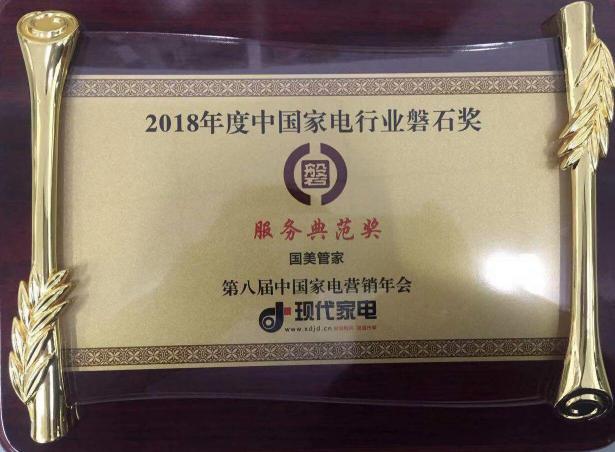 2018年度中国家电行业磐石奖
磐
服务典范奖
国美管家
第八届中国家电营销年会
现代家电
www.xdjd.cn